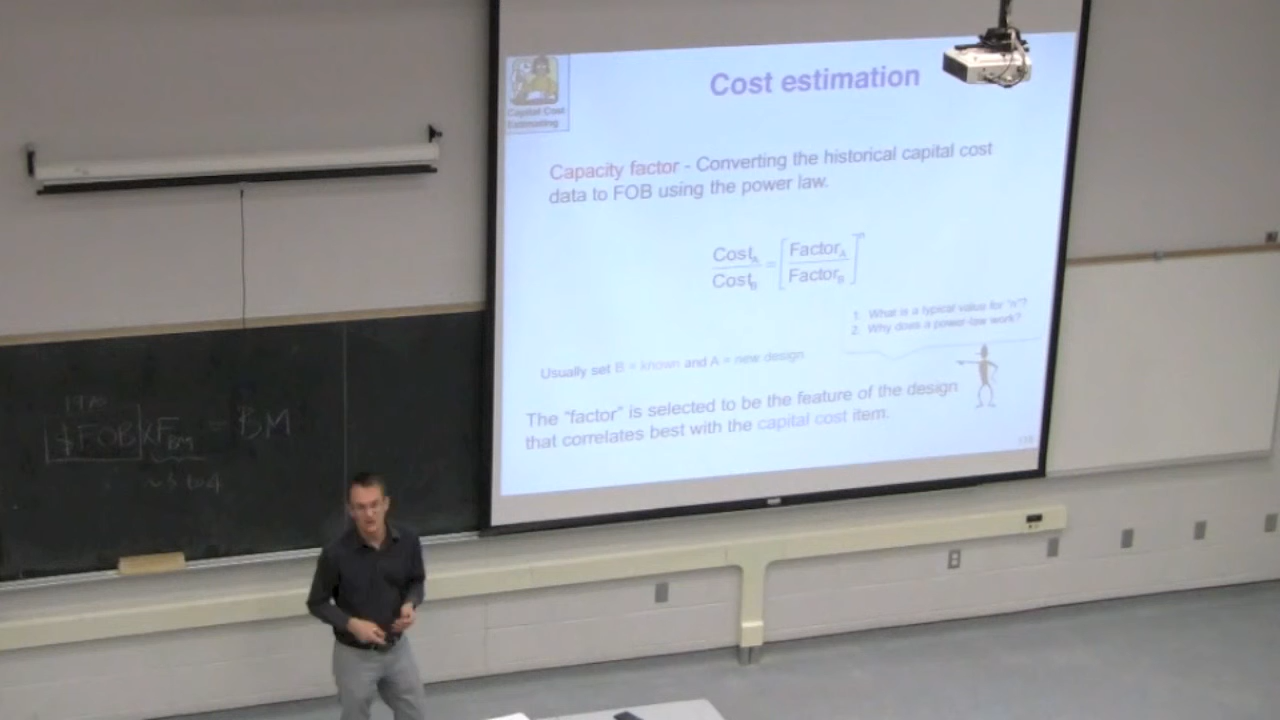 Cost estimation
Capital Cost
Estimating
Capacity factor - Converting the historical capital cost
data to FOB using the power law.
Cost_A / Cost_B = [Factor_A / Factor_B]^n
1. What is a typical value for "n"?
2. Why does a power-law work?
Usually set B = known and A = new design
The "factor" is selected to be the feature of the design
that correlates best with the capital cost item.
$FOB x F_BM = BM